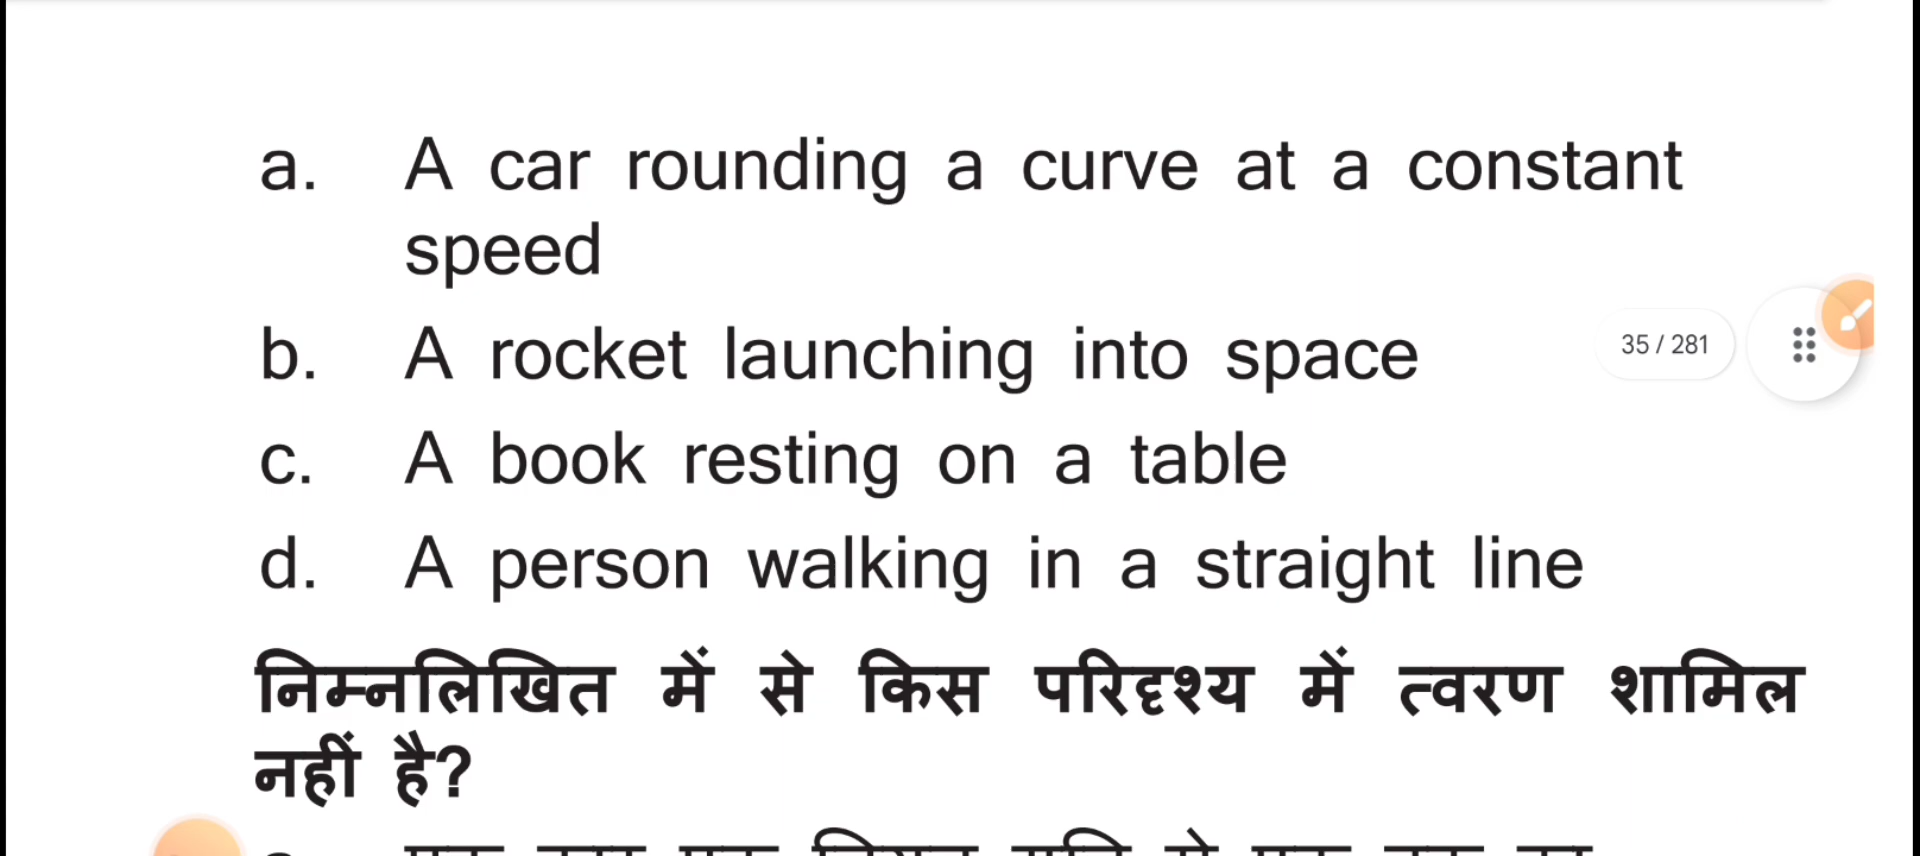 a. A car rounding a curve at a constant
speed
b. A rocket launching into space
35 / 281
c. A book resting on a table
d. A person walking in a straight line
निम्नलिखित में से किस परिदृश्य में त्वरण शामिल
नहीं है?